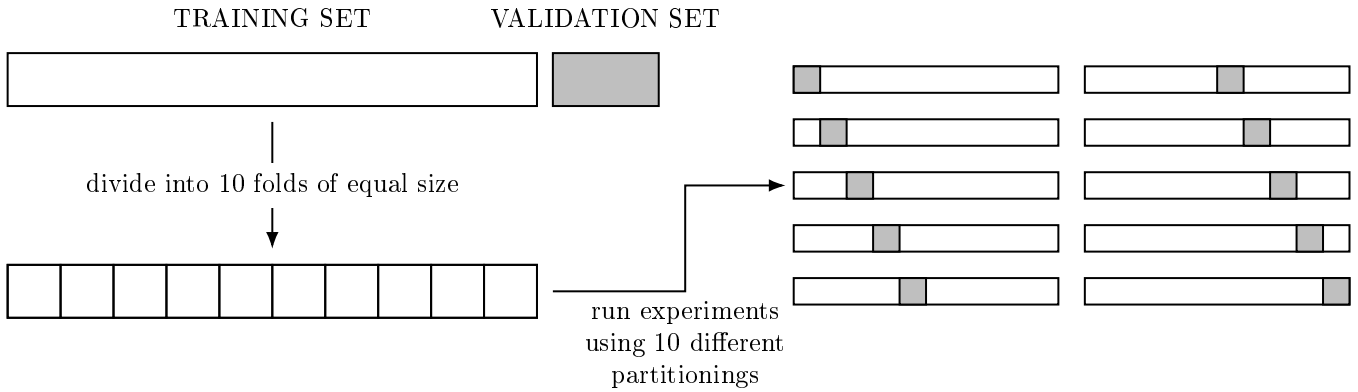 TRAINING SET
VALIDATION SET
divide into 10 folds of equal size
run experiments
using 10 different
partitionings